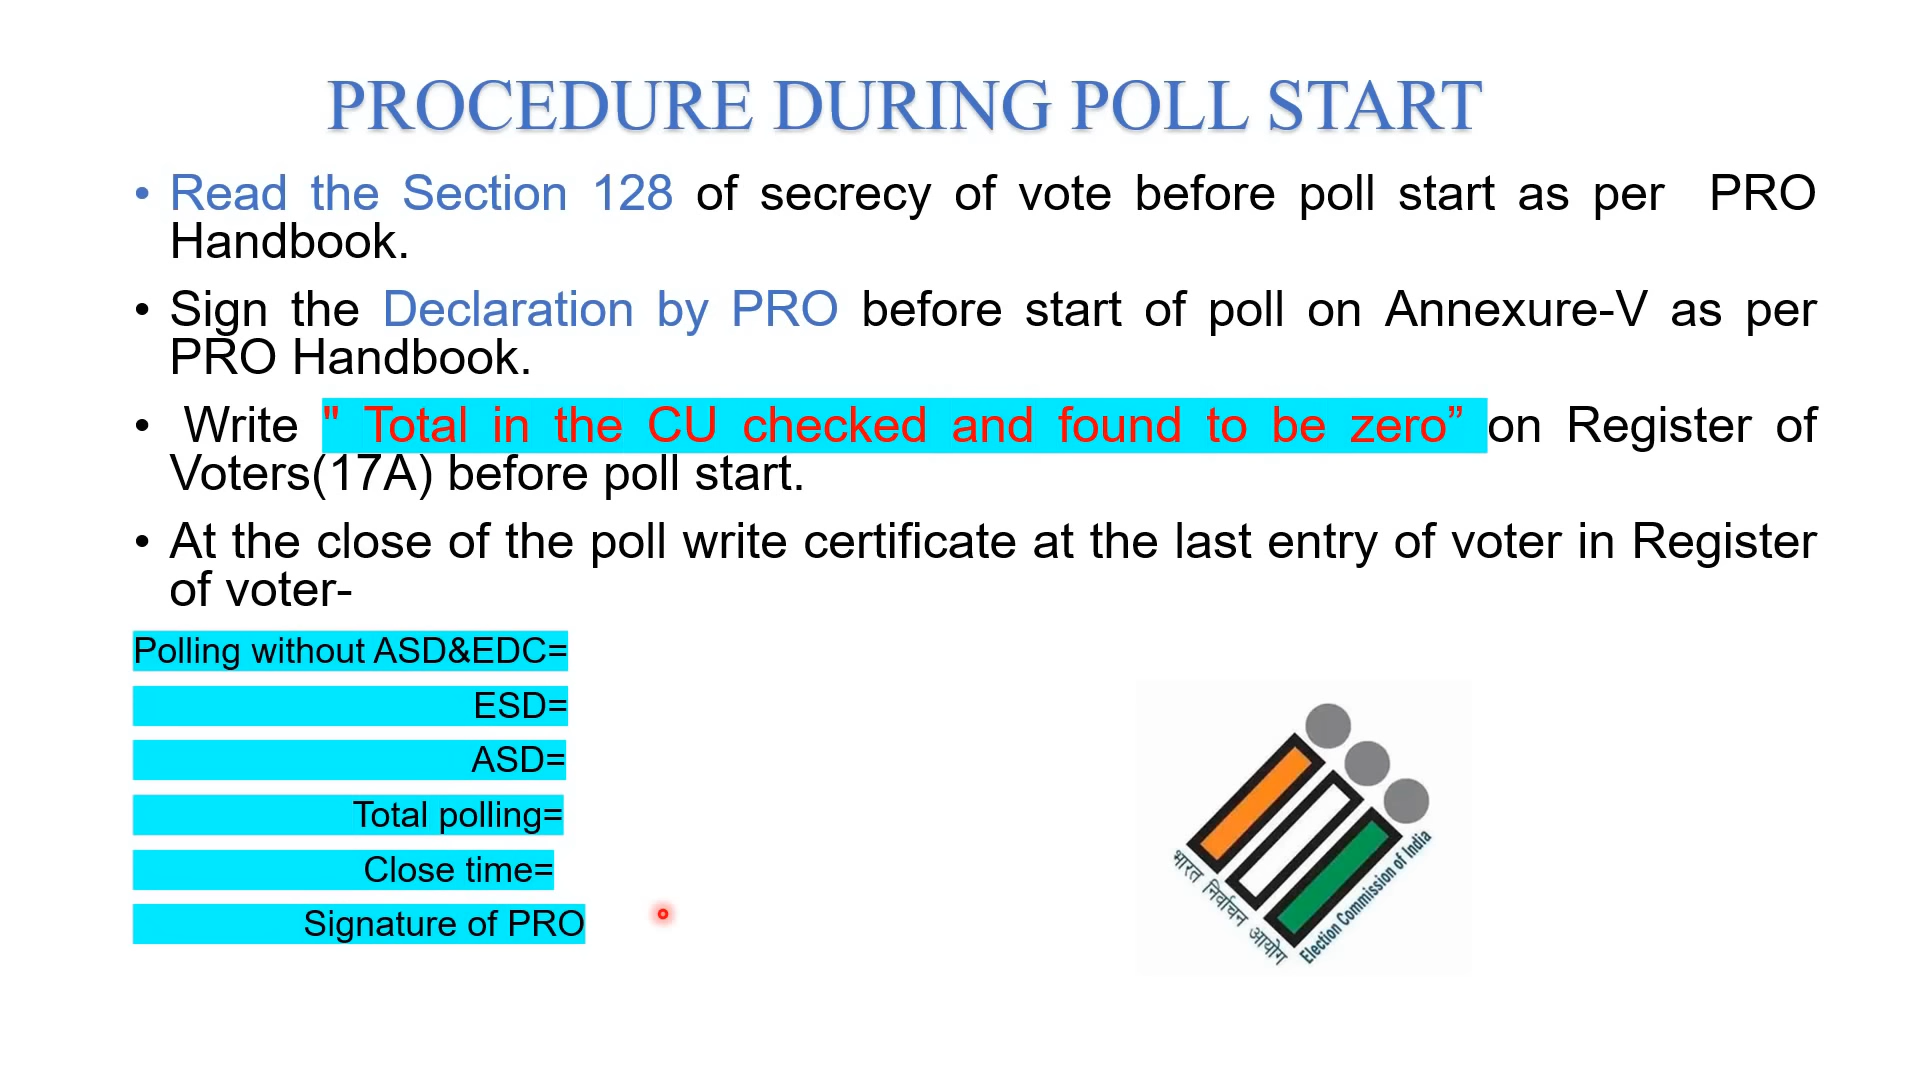 PROCEDURE DURING POLL START
• Read the Section 128 of secrecy of vote before poll start as per PRO
Handbook.
• Sign the Declaration by PRO before start of poll on Annexure-V as per
PRO Handbook.
• Write " Total in the CU checked and found to be zero” on Register of
Voters(17A) before poll start.
• At the close of the poll write certificate at the last entry of voter in Register
of voter-
Polling without ASD&EDC=
ESD=
ASD=
Total polling=
Close time=
Signature of PRO
भारत निर्वाचन आयोग
Election Commission of India